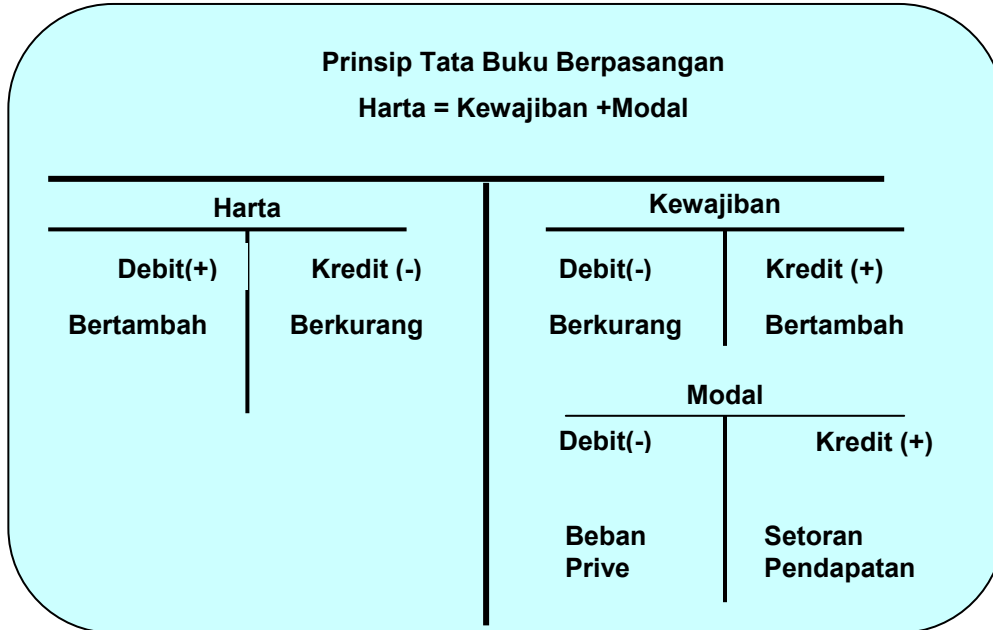 Prinsip Tata Buku Berpasangan
Harta = Kewajiban +Modal
Harta
Debit(+) Kredit (-)
Bertambah Berkurang
Kewajiban
Debit(-) Kredit (+)
Berkurang Bertambah
Modal
Debit(-) Kredit (+)
Beban Setoran
Prive Pendapatan